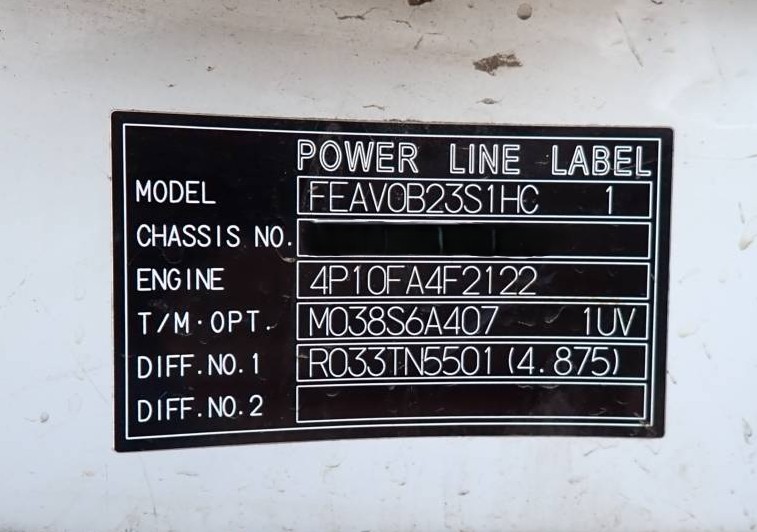 POWER LINE LABEL
MODEL FEAV0B23S1HC 1
CHASSIS NO.
ENGINE 4P10FA4F2122
T/M·OPT. M038S6A407 1UV
DIFF.NO.1 R033TN5501(4.875)
DIFF.NO.2